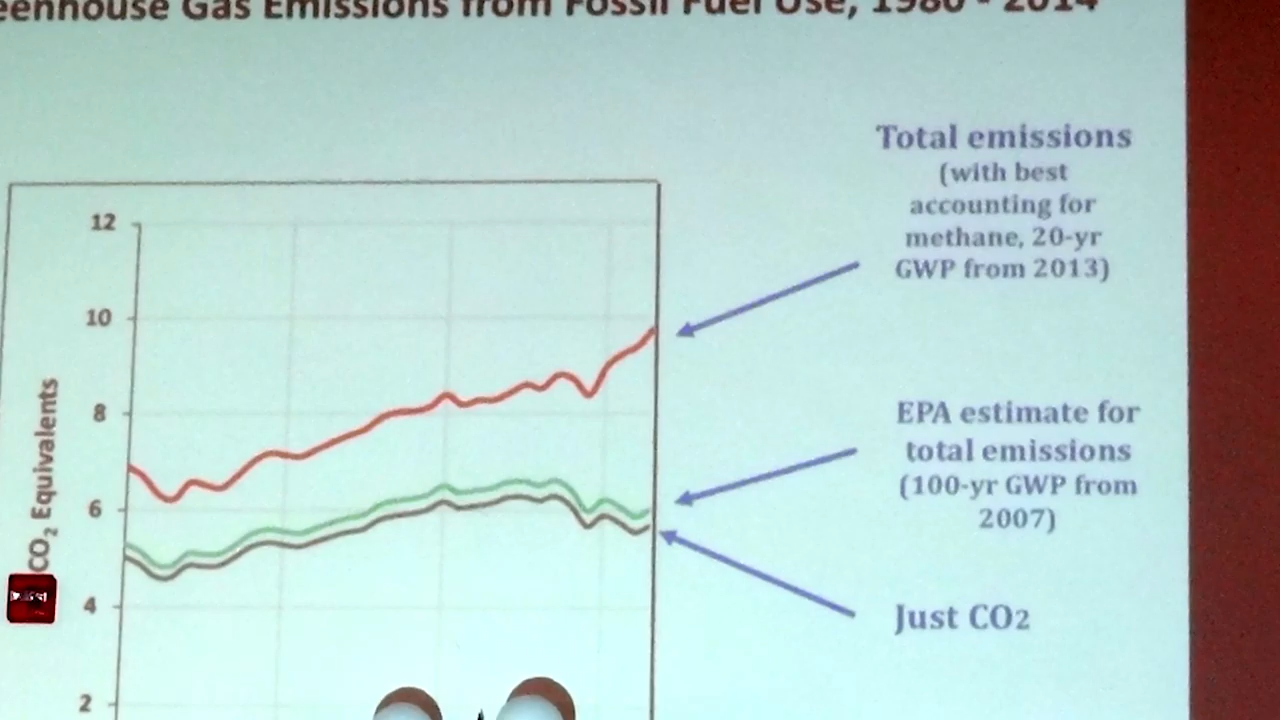 eenhouse Gas Emissions from Fossil Fuel Use, 1980 - 2014
Total emissions
(with best
accounting for
methane, 20-yr
GWP from 2013)
12
10
8
6
4
2
CO2 Equivalents
EPA estimate for
total emissions
(100-yr GWP from
2007)
Just CO2